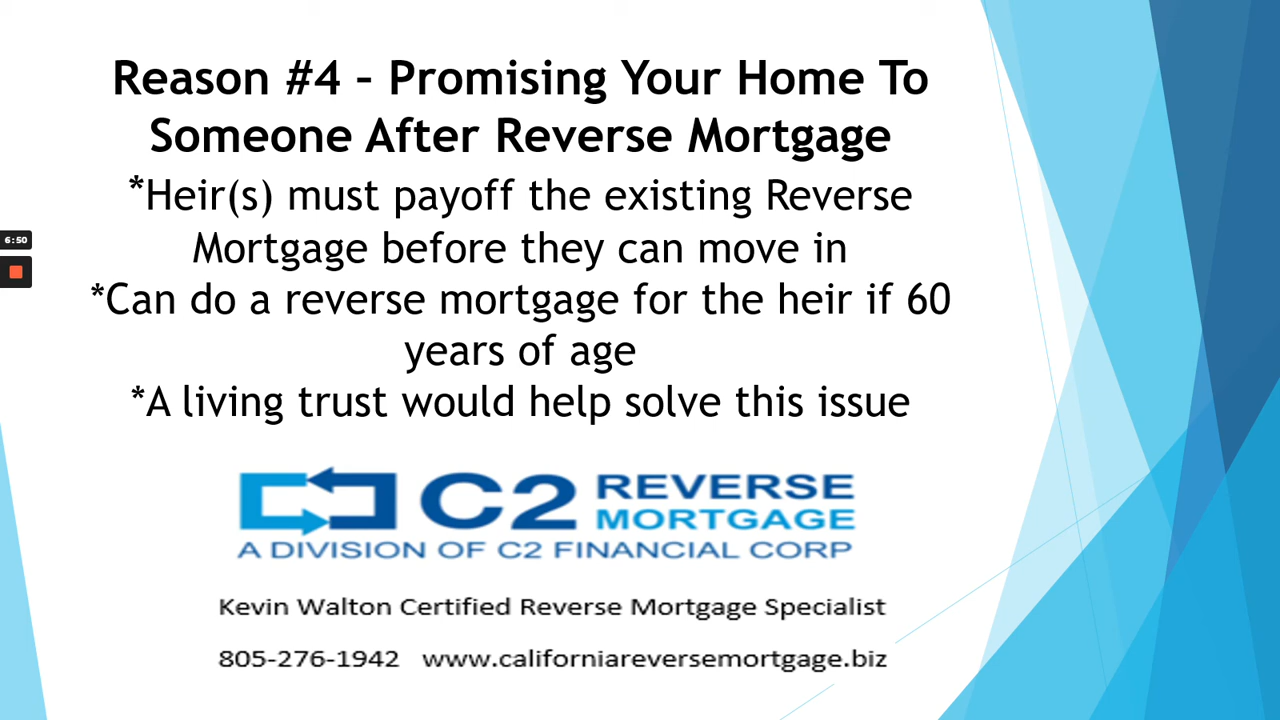 Reason #4 – Promising Your Home To
Someone After Reverse Mortgage
*Heir(s) must payoff the existing Reverse
Mortgage before they can move in
*Can do a reverse mortgage for the heir if 60
years of age
*A living trust would help solve this issue
6:50
C2 REVERSE
MORTGAGE
A DIVISION OF C2 FINANCIAL CORP
Kevin Walton Certified Reverse Mortgage Specialist
805-276-1942 www.californiareversemortgage.biz